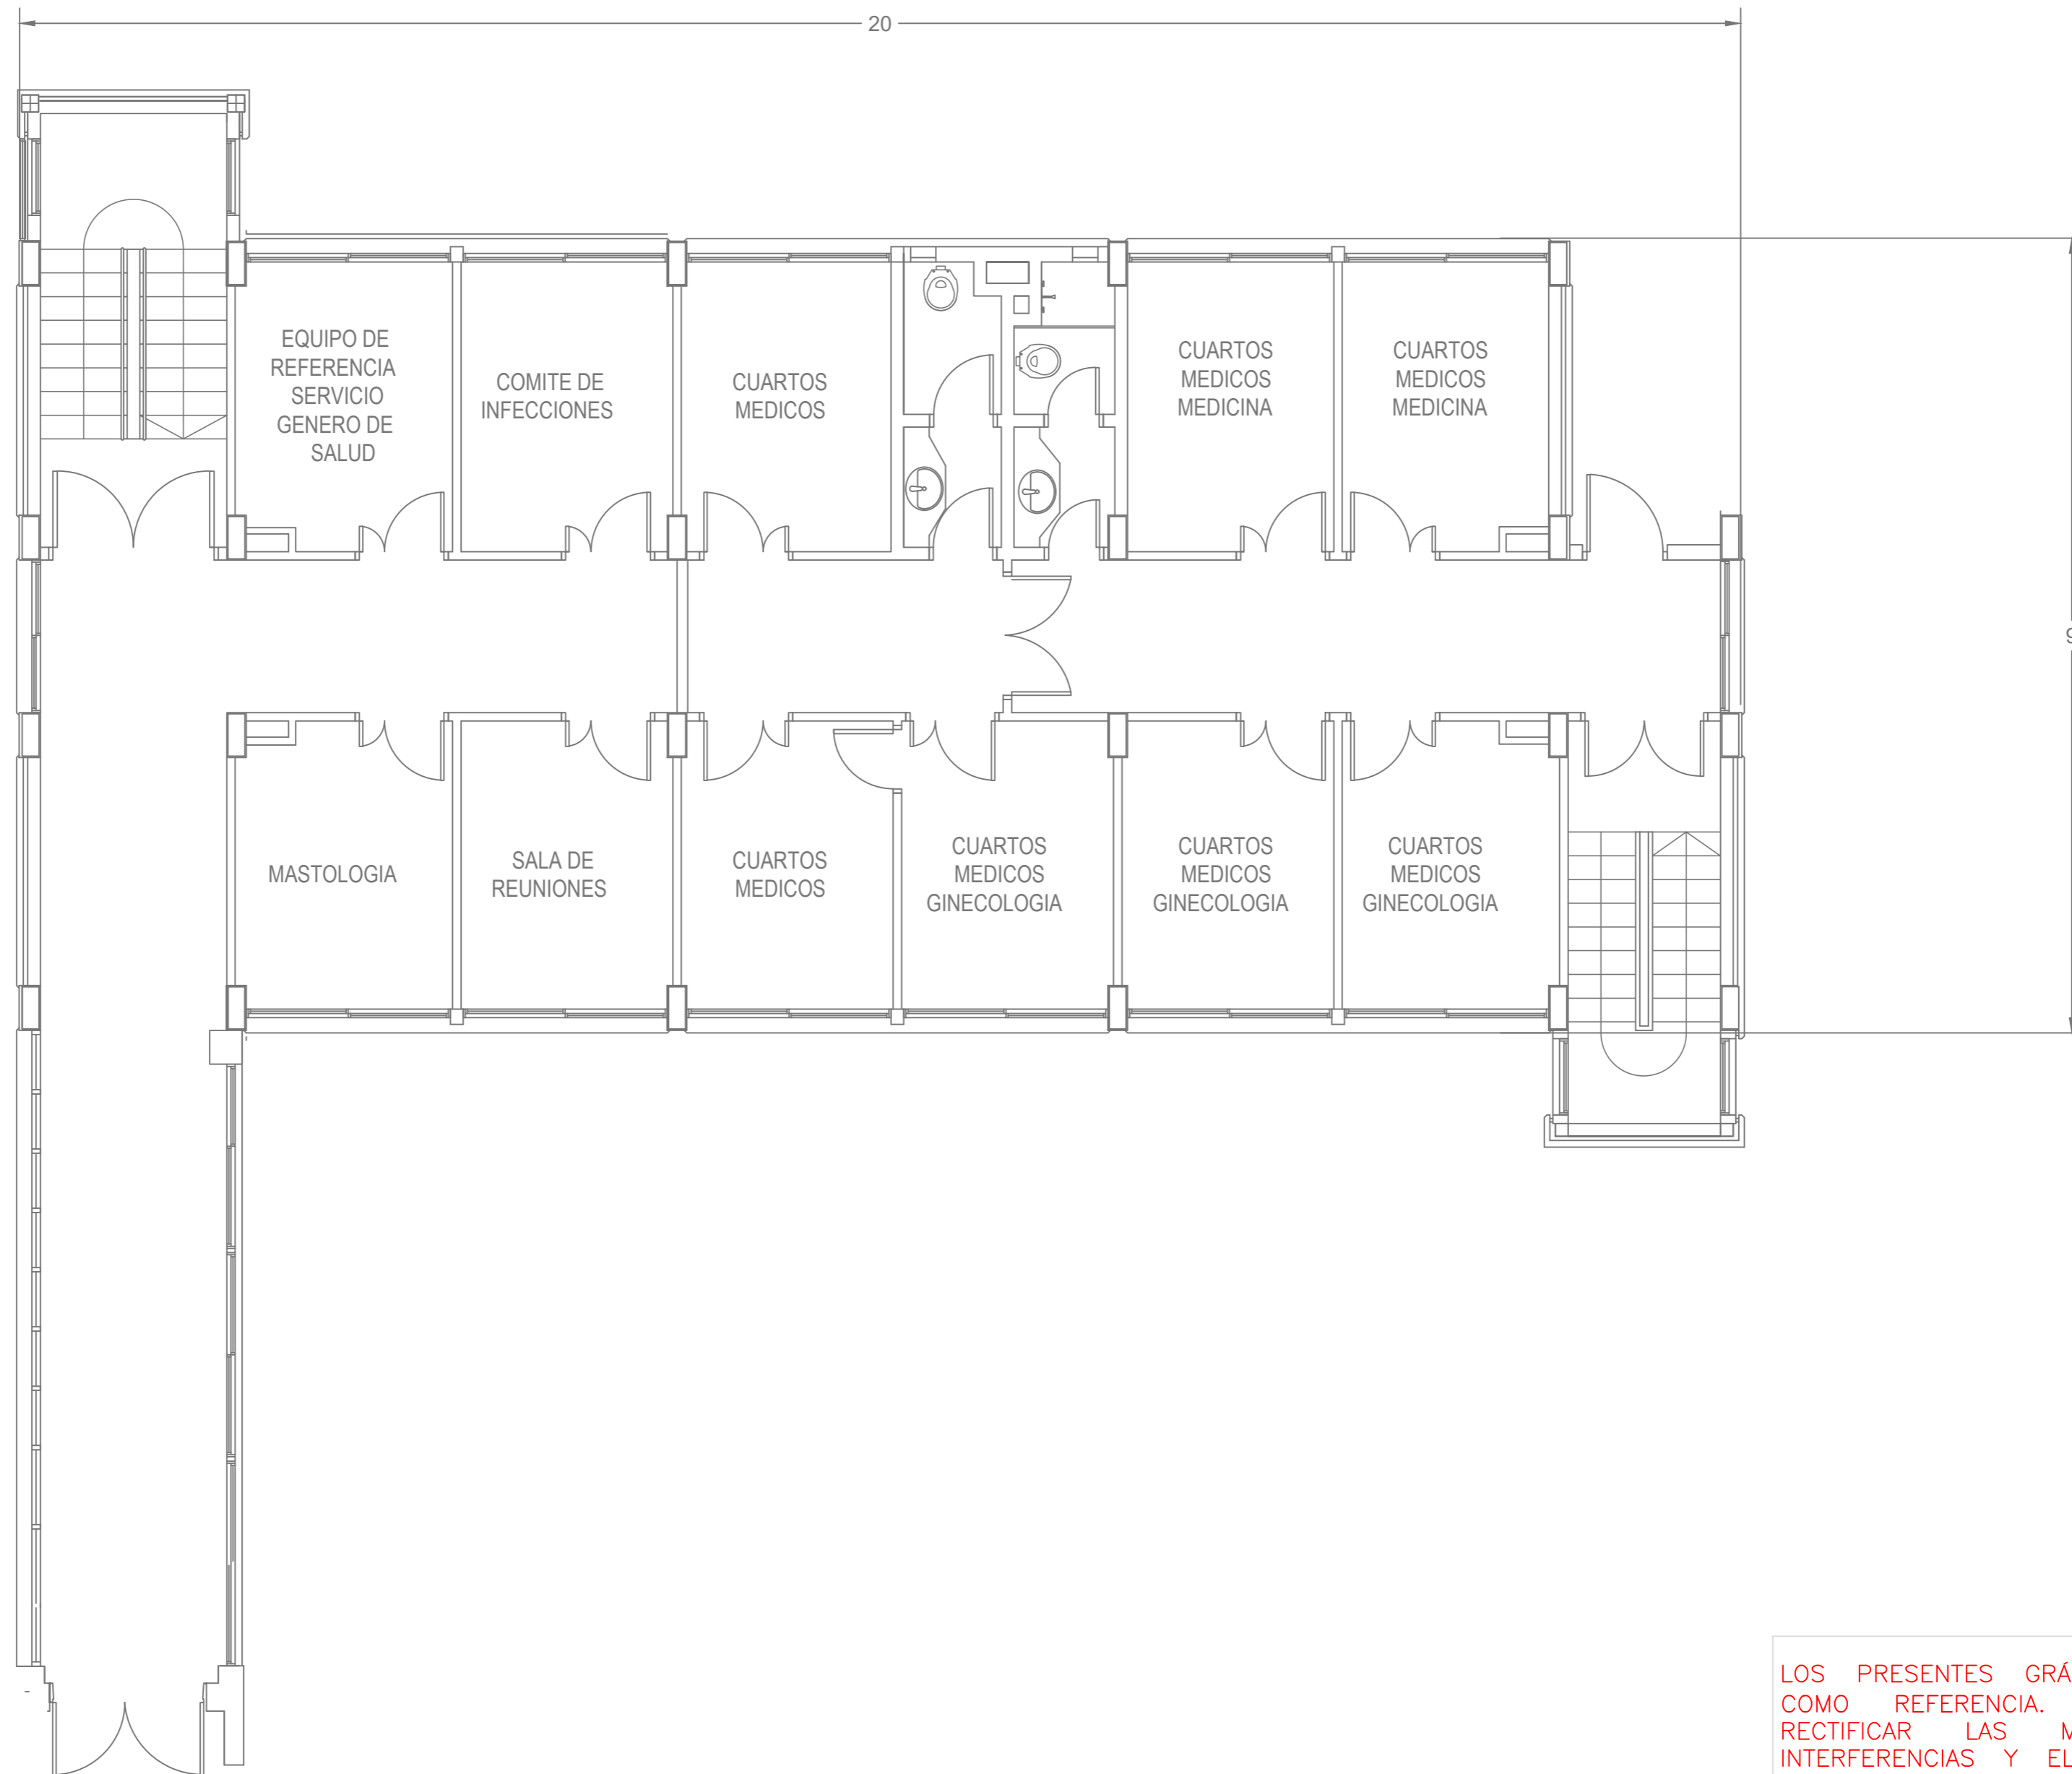 20
EQUIPO DE
REFERENCIA
SERVICIO
GENERO DE
SALUD
COMITE DE
INFECCIONES
CUARTOS
MEDICOS
CUARTOS
MEDICOS
MEDICINA
CUARTOS
MEDICOS
MEDICINA
MASTOLOGIA
SALA DE
REUNIONES
CUARTOS
MEDICOS
CUARTOS
MEDICOS
GINECOLOGIA
CUARTOS
MEDICOS
GINECOLOGIA
CUARTOS
MEDICOS
GINECOLOGIA
LOS PRESENTES
COMO REFERENCIA.
RECTIFICAR LAS
INTERFERENCIAS Y